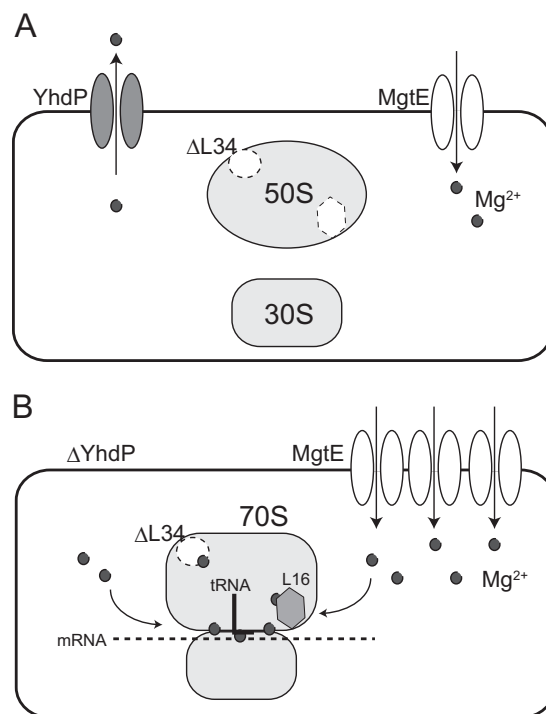 A
YhdP
MgtE
ΔL34
50S
Mg²⁺
30S
B
ΔYhdP
MgtE
70S
ΔL34
L16
tRNA
Mg²⁺
mRNA